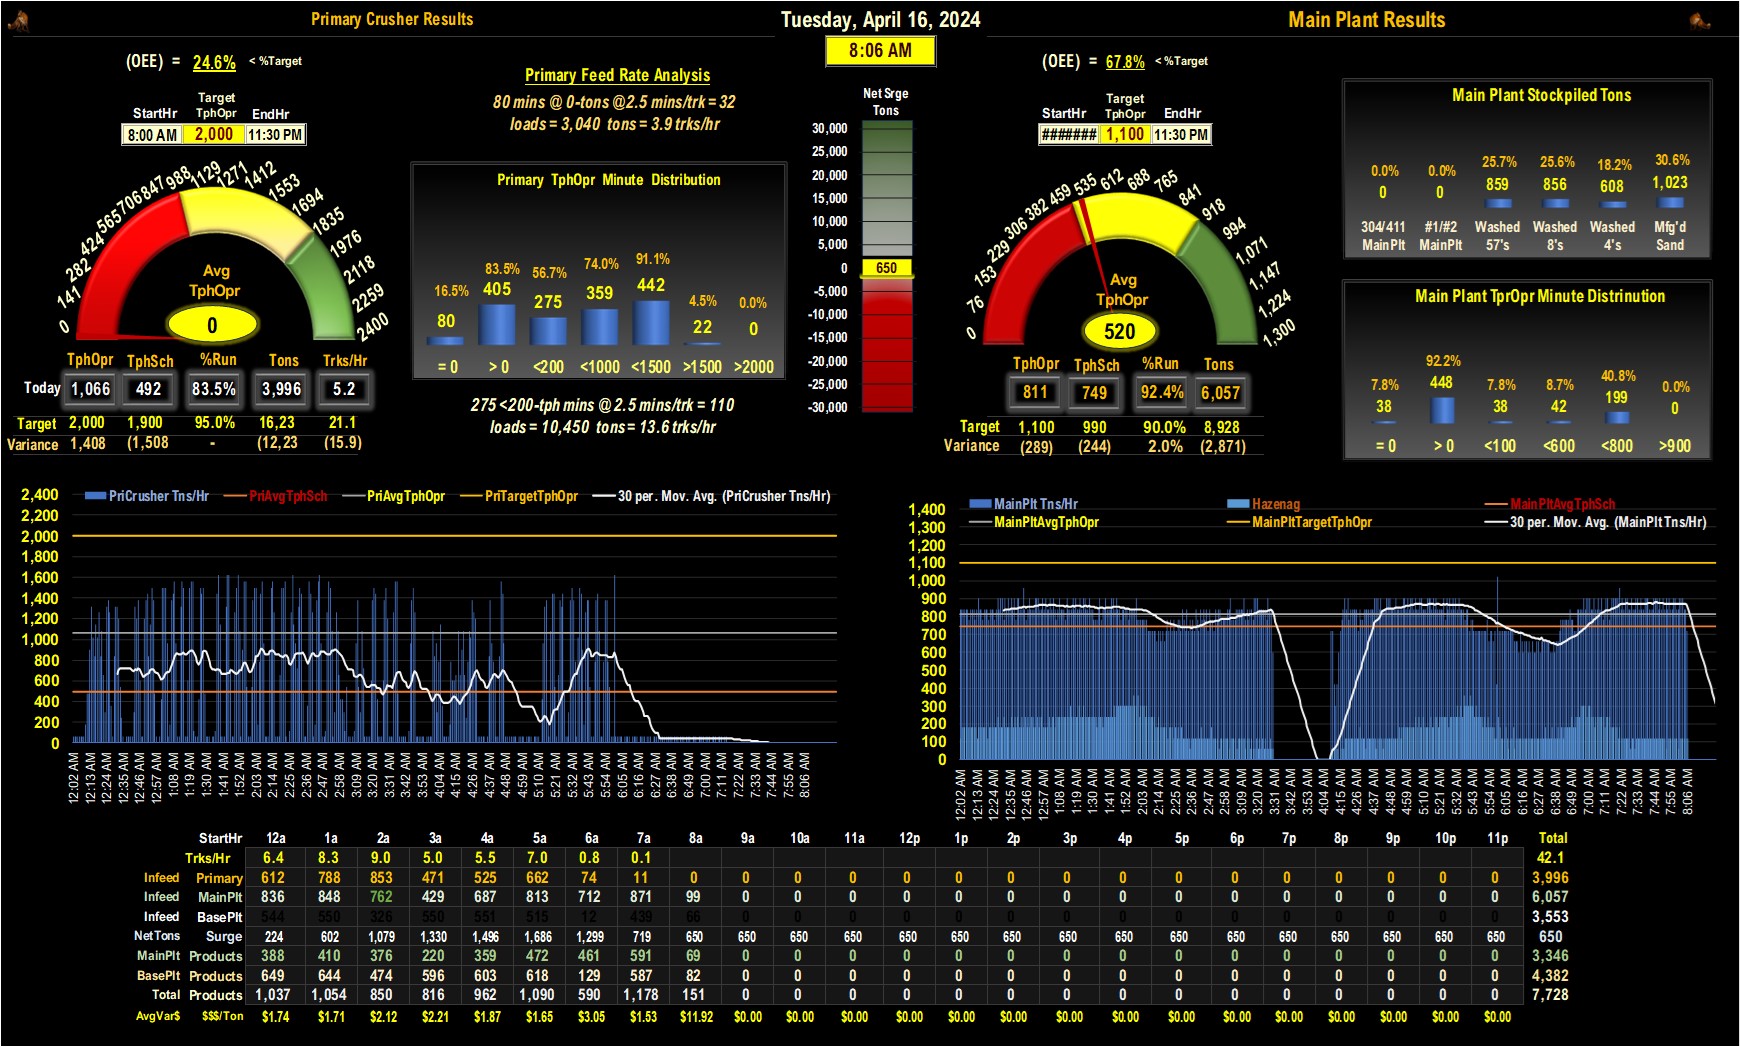 Primary Crusher Results
Tuesday, April 16, 2024
Main Plant Results
8:06 AM
(OEE) = 24.6% < %Target
StartHr Target TphOpr EndHr
8:00 AM 2,000 11:30 PM
0 141 282 424 565 706 847 988 1129 1271 1412 1553 1694 1835 1976 2118 2259 2400
Avg
TphOpr
0
TphOpr TphSch %Run Tons Trks/Hr
Today 1,066 492 83.5% 3,996 5.2
Target 2,000 1,900 95.0% 16,23 21.1
Variance 1,408 (1,508 - (12,23 (15.9)
Primary Feed Rate Analysis
80 mins @ 0-tons @2.5 mins/trk = 32
loads = 3,040 tons = 3.9 trks/hr
Primary TphOpr Minute Distribution
16.5% 83.5% 56.7% 74.0% 91.1% 4.5% 0.0%
80 405 275 359 442 22 0
= 0 > 0 <200 <1000 <1500 >1500 >2000
275 <200-tph mins @ 2.5 mins/trk = 110
loads = 10,450 tons = 13.6 trks/hr
Net Srge
Tons
30,000
25,000
20,000
15,000
10,000
5,000
0 650
-5,000
-10,000
-15,000
-20,000
-25,000
-30,000
(OEE) = 67.8% < %Target
StartHr Target TphOpr EndHr
####### 1,100 11:30 PM
0 76 153 229 306 382 459 535 612 688 765 841 918 994 1,071 1,147 1,224 1,300
Avg
TphOpr
520
TphOpr TphSch %Run Tons
811 749 92.4% 6,057
Target 1,100 990 90.0% 8,928
Variance (289) (244) 2.0% (2,871)
Main Plant Stockpiled Tons
0.0% 0.0% 25.7% 25.6% 18.2% 30.6%
0 0 859 856 608 1,023
304/411 #1/#2 Washed Washed Washed Mfg'd
MainPlt MainPlt 57's 8's 4's Sand
Main Plant TprOpr Minute Distrinution
7.8% 92.2% 7.8% 8.7% 40.8% 0.0%
38 448 38 42 199 0
= 0 > 0 <100 <600 <800 >900
PriCrusher Tns/Hr PriAvgTphSch PriAvgTphOpr PriTargetTphOpr 30 per. Mov. Avg. (PriCrusher Tns/Hr)
2,400
2,200
2,000
1,800
1,600
1,400
1,200
1,000
800
600
400
200
0
12:02 AM 12:13 AM 12:24 AM 12:35 AM 12:46 AM 12:57 AM 1:08 AM 1:19 AM 1:30 AM 1:41 AM 1:52 AM 2:03 AM 2:14 AM 2:25 AM 2:36 AM 2:47 AM 2:58 AM 3:09 AM 3:20 AM 3:31 AM 3:42 AM 3:53 AM 4:04 AM 4:15 AM 4:26 AM 4:37 AM 4:48 AM 4:59 AM 5:10 AM 5:21 AM 5:32 AM 5:43 AM 5:54 AM 6:05 AM 6:16 AM 6:27 AM 6:38 AM 6:49 AM 7:00 AM 7:11 AM 7:22 AM 7:33 AM 7:44 AM 7:55 AM 8:06 AM
MainPlt Tns/Hr Hazenag MainPltAvgTphSch
MainPltAvgTphOpr MainPltTargetTphOpr 30 per. Mov. Avg. (MainPlt Tns/Hr)
1,400
1,300
1,200
1,100
1,000
900
800
700
600
500
400
300
200
100
0
12:02 AM 12:13 AM 12:24 AM 12:35 AM 12:46 AM 12:57 AM 1:08 AM 1:19 AM 1:30 AM 1:41 AM 1:52 AM 2:03 AM 2:14 AM 2:25 AM 2:36 AM 2:47 AM 2:58 AM 3:09 AM 3:20 AM 3:31 AM 3:42 AM 3:53 AM 4:04 AM 4:15 AM 4:26 AM 4:37 AM 4:48 AM 4:59 AM 5:10 AM 5:21 AM 5:32 AM 5:43 AM 5:54 AM 6:05 AM 6:16 AM 6:27 AM 6:38 AM 6:49 AM 7:00 AM 7:11 AM 7:22 AM 7:33 AM 7:44 AM 7:55 AM 8:06 AM
StartHr 12a 1a 2a 3a 4a 5a 6a 7a 8a 9a 10a 11a 12p 1p 2p 3p 4p 5p 6p 7p 8p 9p 10p 11p Total
Trks/Hr 6.4 8.3 9.0 5.0 5.5 7.0 0.8 0.1 42.1
Infeed Primary 612 788 853 471 525 662 74 11 0 0 0 0 0 0 0 0 0 0 0 0 0 0 0 0 3,996
Infeed MainPlt 836 848 762 429 687 813 712 871 99 0 0 0 0 0 0 0 0 0 0 0 0 0 0 0 6,057
Infeed BasePlt 544 550 326 550 551 515 12 439 66 0 0 0 0 0 0 0 0 0 0 0 0 0 0 0 3,553
NetTons Surge 224 602 1,079 1,330 1,496 1,686 1,299 719 650 650 650 650 650 650 650 650 650 650 650 650 650 650 650 650 650
MainPlt Products 388 410 376 220 359 472 461 591 69 0 0 0 0 0 0 0 0 0 0 0 0 0 0 0 3,346
BasePlt Products 649 644 474 596 603 618 129 587 82 0 0 0 0 0 0 0 0 0 0 0 0 0 0 0 4,382
Total Products 1,037 1,054 850 816 962 1,090 590 1,178 151 0 0 0 0 0 0 0 0 0 0 0 0 0 0 0 7,728
AvgVar$ $$$/Ton $1.74 $1.71 $2.12 $2.21 $1.87 $1.65 $3.05 $1.53 $11.92 $0.00 $0.00 $0.00 $0.00 $0.00 $0.00 $0.00 $0.00 $0.00 $0.00 $0.00 $0.00 $0.00 $0.00 $0.00